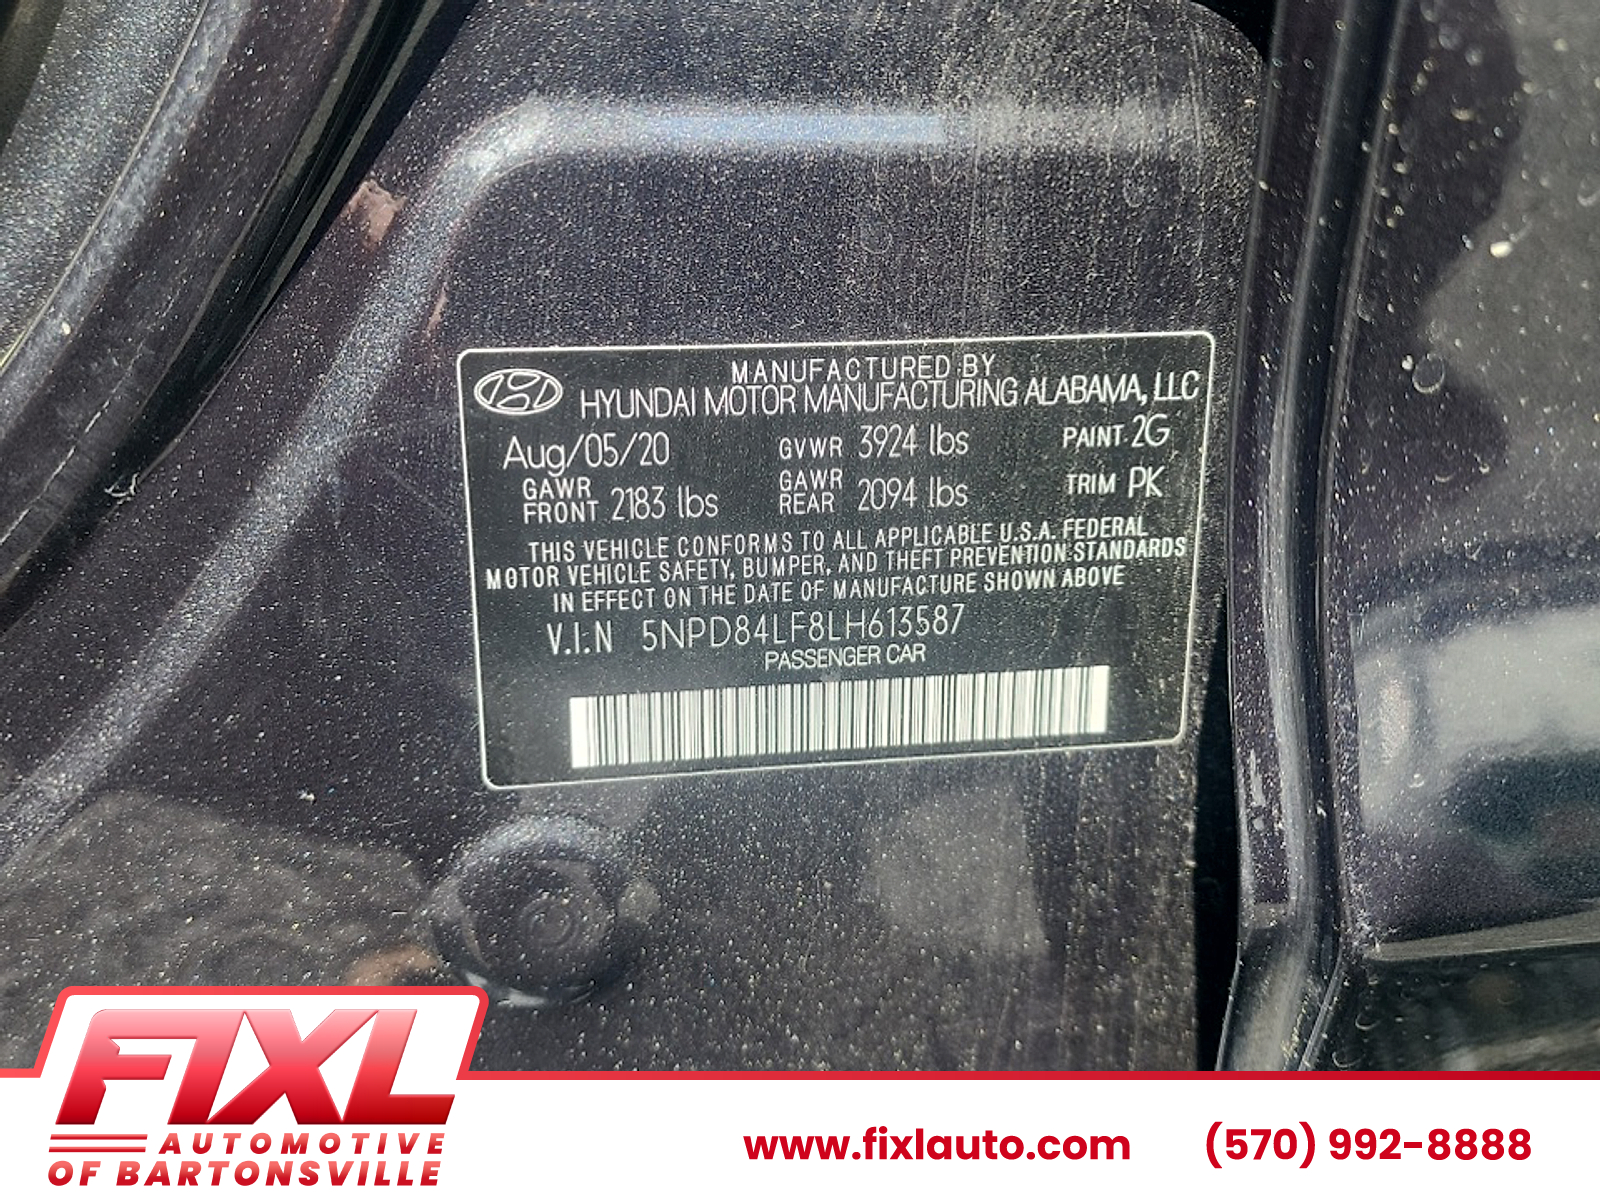 MANUFACTURED BY
HYUNDAI MOTOR MANUFACTURING ALABAMA, LLC
Aug/05/20 GVWR 3924 lbs PAINT 2G
GAWR FRONT 2183 lbs GAWR REAR 2094 lbs TRIM PK
THIS VEHICLE CONFORMS TO ALL APPLICABLE U.S.A. FEDERAL
MOTOR VEHICLE SAFETY, BUMPER, AND THEFT PREVENTION STANDARDS
IN EFFECT ON THE DATE OF MANUFACTURE SHOWN ABOVE
V.I.N 5NPD84LF8LH613587
PASSENGER CAR
FIXL
AUTOMOTIVE
OF BARTONSVILLE
www.fixlauto.com (570) 992-8888